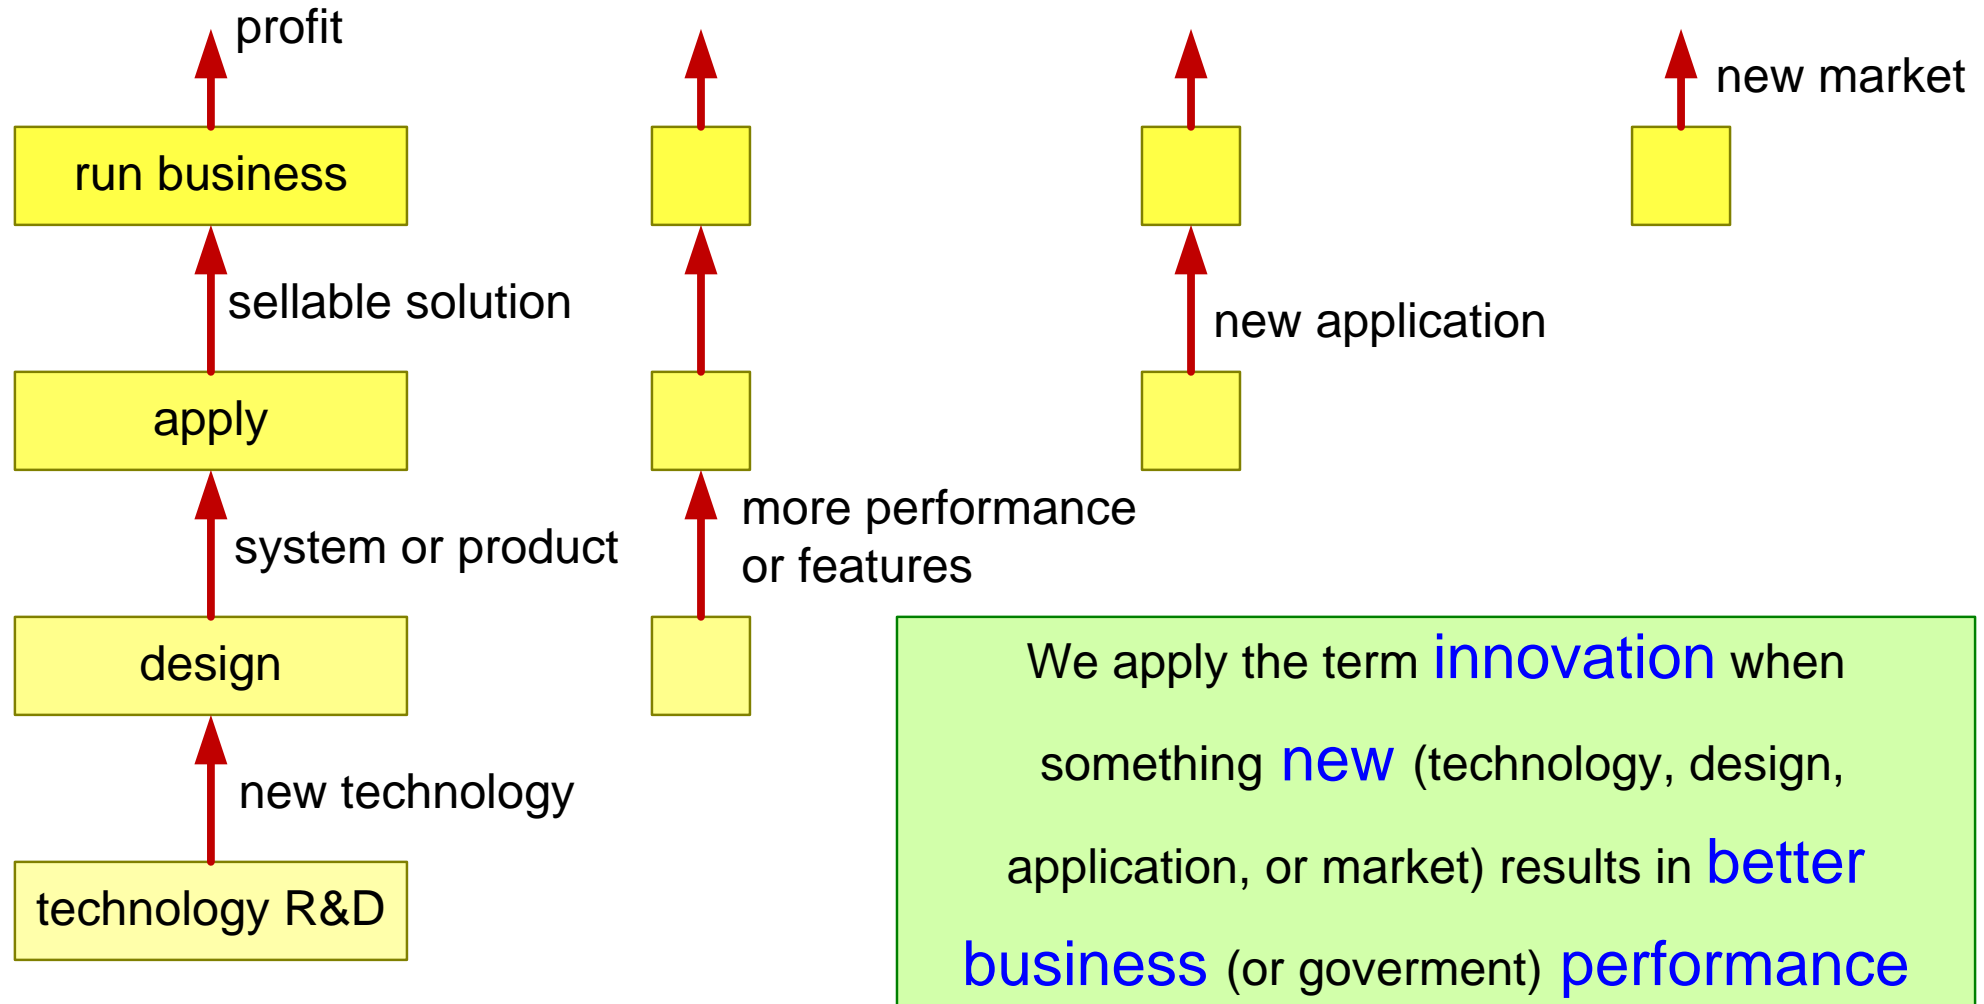 profit
new market
run business
sellable solution
new application
apply
more performance
or features
system or product
design
new technology
technology R&D
We apply the term innovation when
something new (technology, design,
application, or market) results in better
business (or goverment) performance